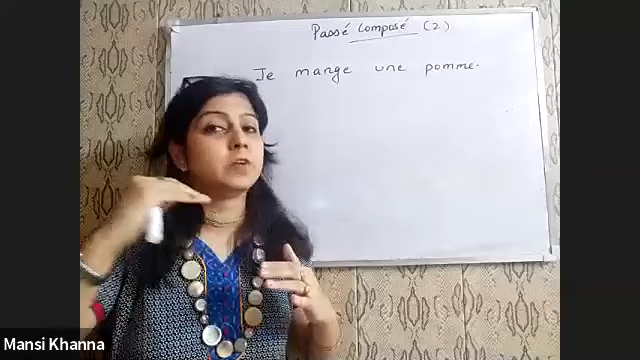 Passé Composé (2)
Je mange une pomme.
Mansi Khanna